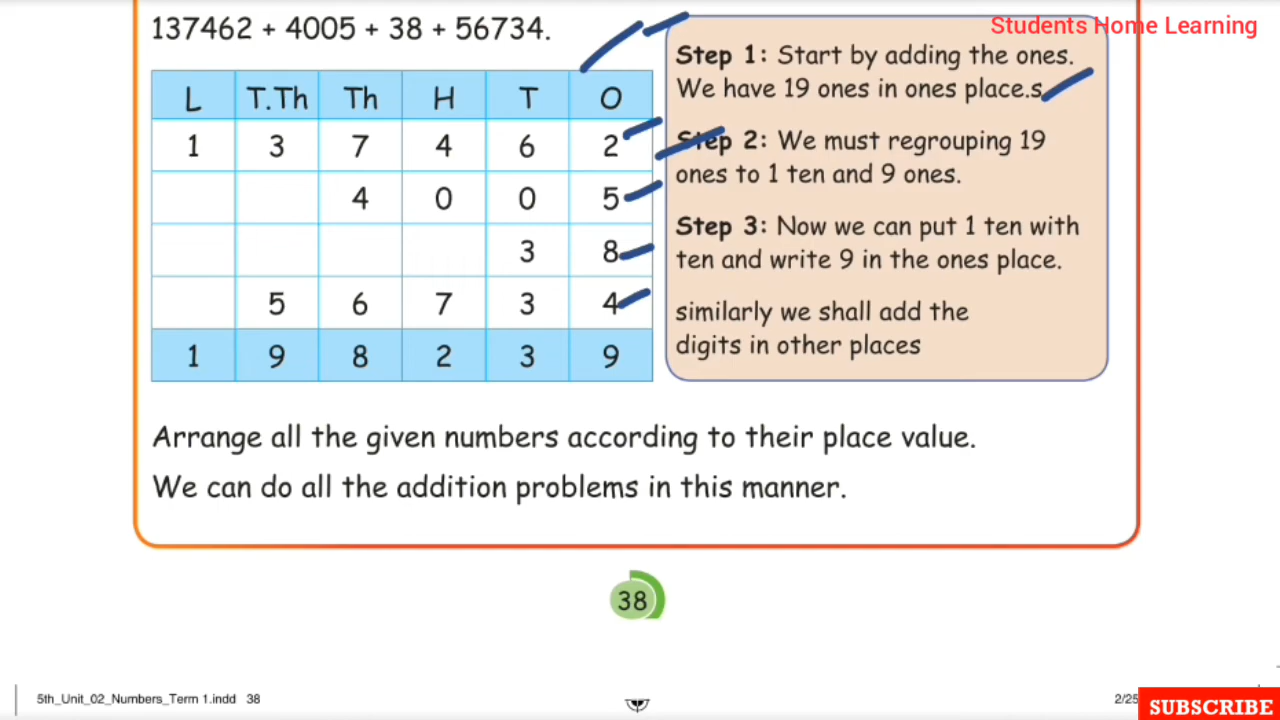 Students Home Learning
137462 + 4005 + 38 + 56734.
L T.Th Th H T O
1 3 7 4 6 2
4 0 0 5
3 8
5 6 7 3 4
1 9 8 2 3 9
Step 1: Start by adding the ones.
We have 19 ones in ones place.s
Step 2: We must regrouping 19
ones to 1 ten and 9 ones.
Step 3: Now we can put 1 ten with
ten and write 9 in the ones place.
similarly we shall add the
digits in other places
Arrange all the given numbers according to their place value.
We can do all the addition problems in this manner.
38
5th_Unit_02_Numbers_Term 1.indd 38
2/25
SUBSCRIBE